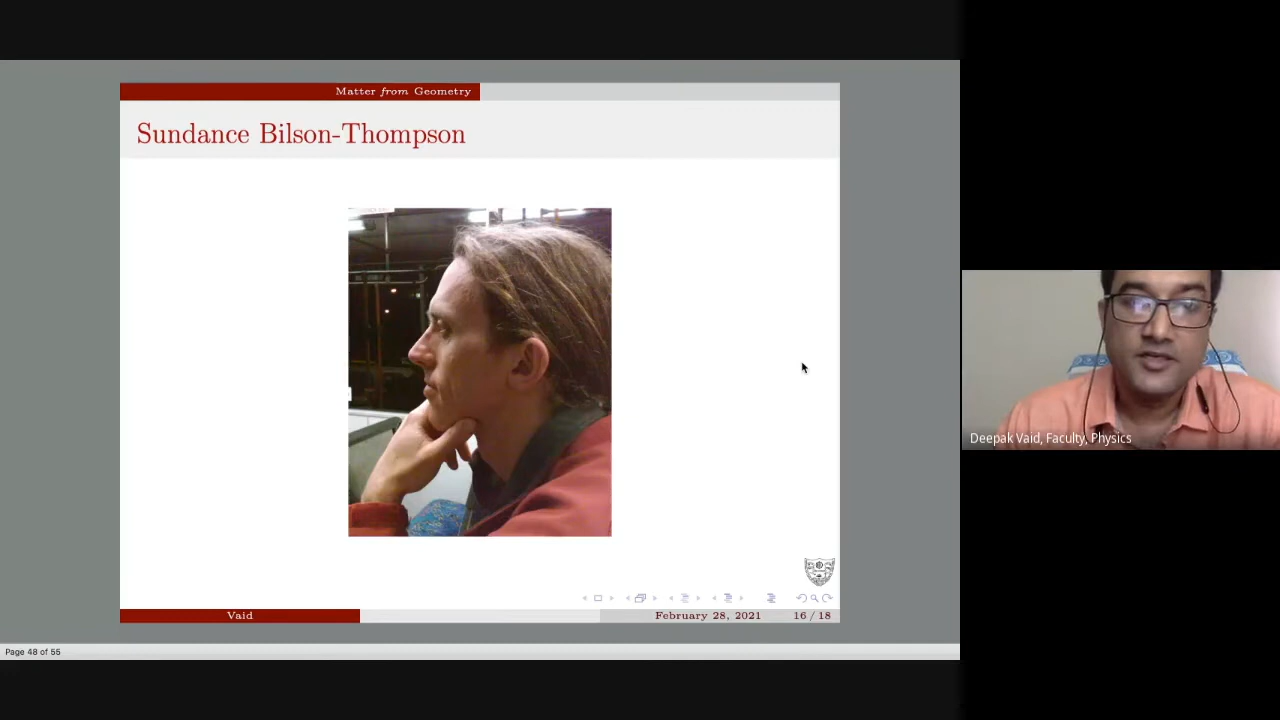 Matter from Geometry
Sundance Bilson-Thompson
Deepak Vaid, Faculty, Physics
Vaid
February 28, 2021
16 / 18
Page 48 of 55